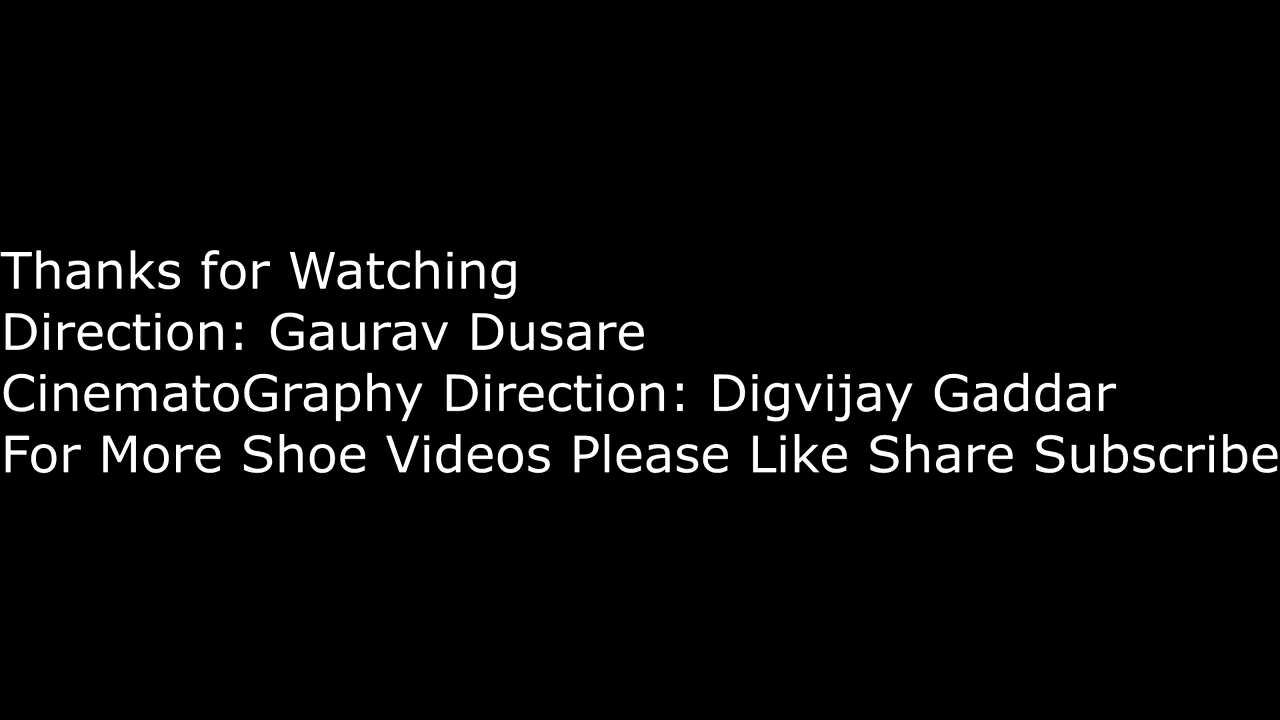 Thanks for Watching
Direction: Gaurav Dusare
CinematoGraphy Direction: Digvijay Gaddar
For More Shoe Videos Please Like Share Subscribe